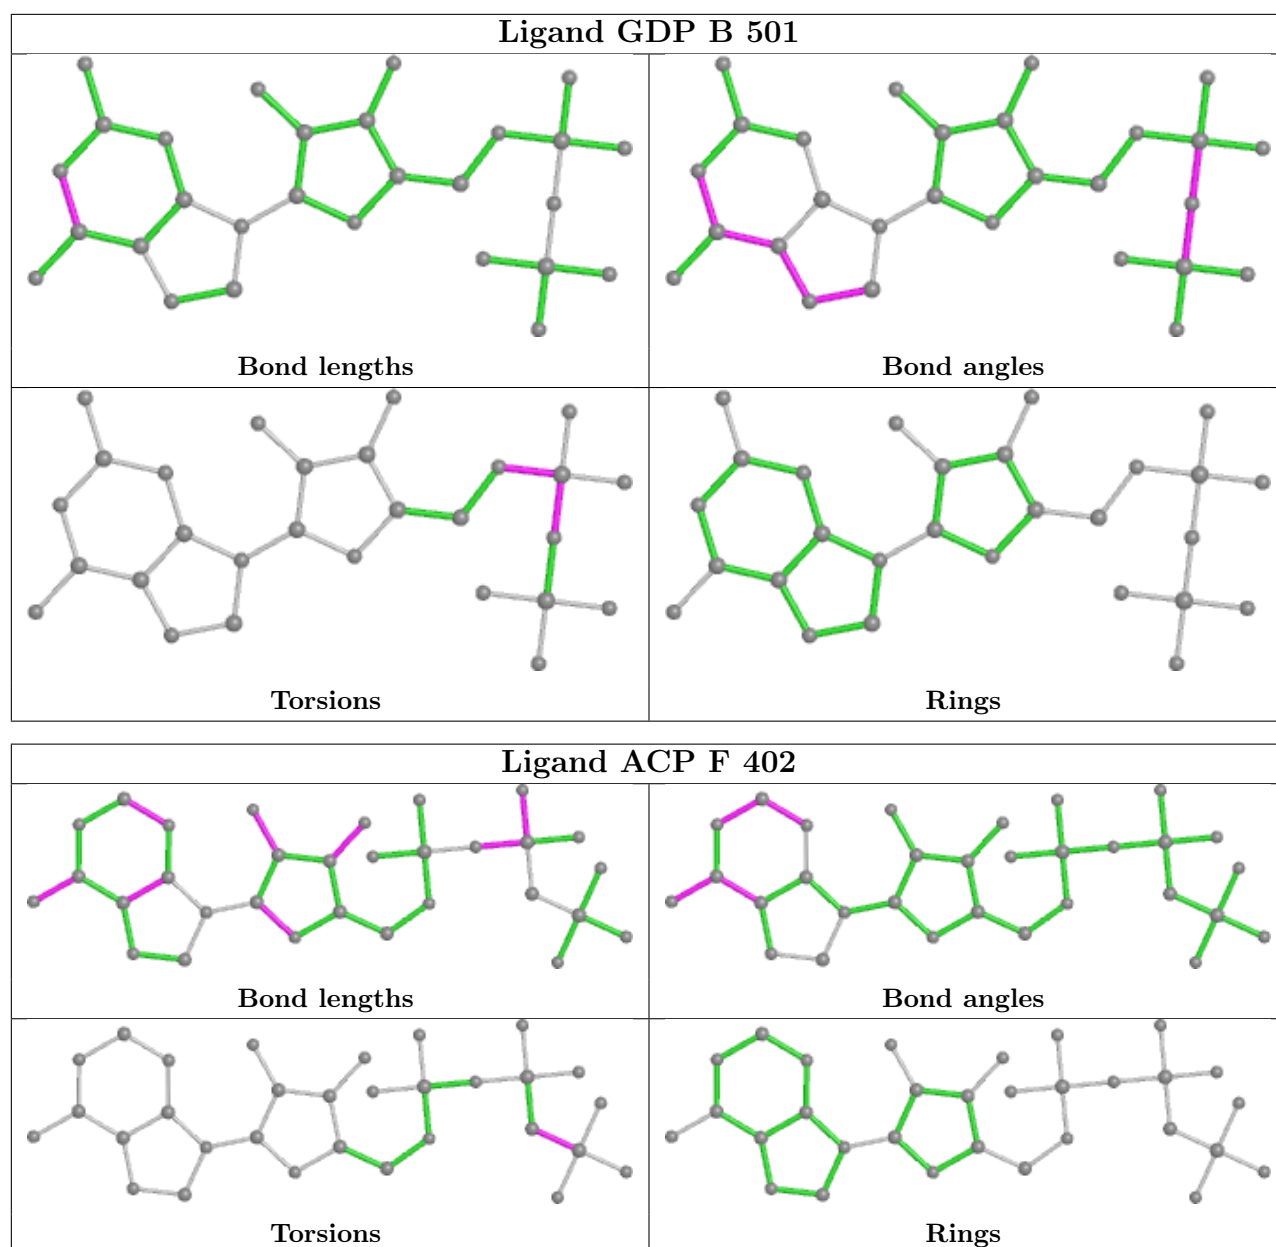 Ligand GDP B 501
Bond lengths
Bond angles
Torsions
Rings
Ligand ACP F 402
Bond lengths
Bond angles
Torsions
Rings